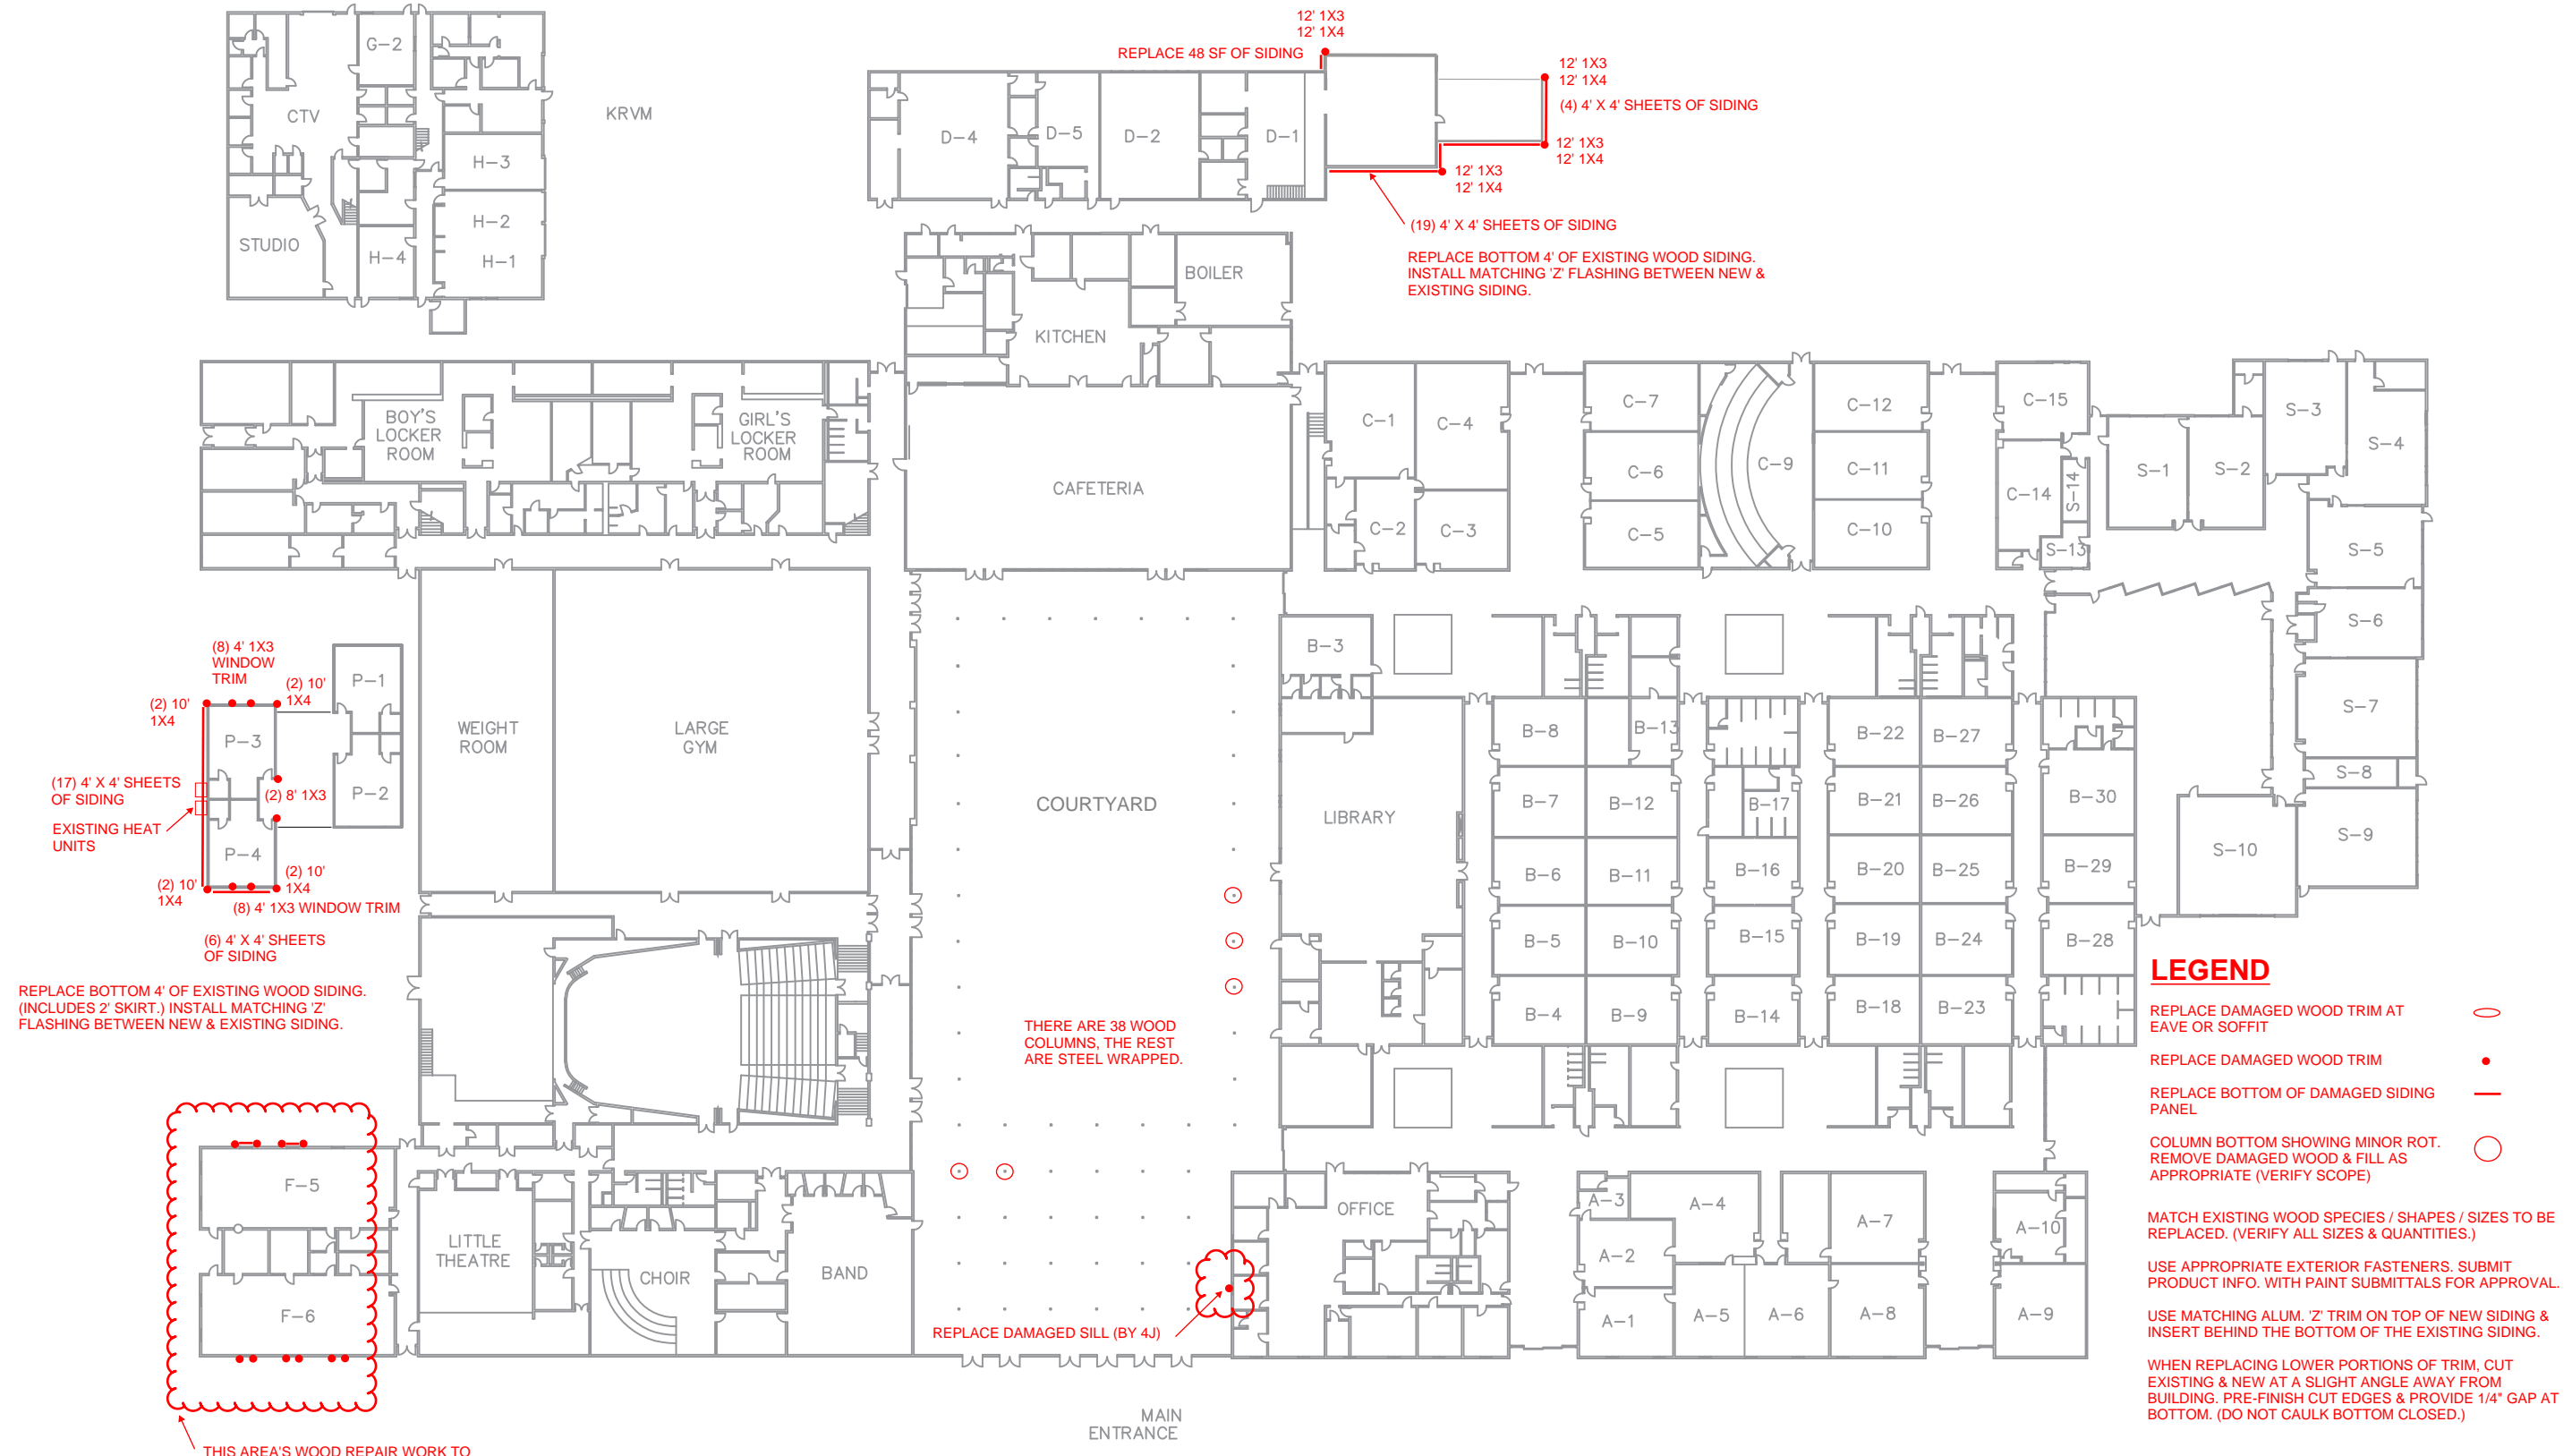 12' 1X3
12' 1X4
REPLACE 48 SF OF SIDING
12' 1X3
12' 1X4
(4) 4' X 4' SHEETS OF SIDING
12' 1X3
12' 1X4
12' 1X3
12' 1X4
(19) 4' X 4' SHEETS OF SIDING
REPLACE BOTTOM 4' OF EXISTING WOOD SIDING.
INSTALL MATCHING 'Z' FLASHING BETWEEN NEW &
EXISTING SIDING.
G-2
CTV
KRVM
H-3
H-2
STUDIO
H-4
H-1
D-4
D-5
D-2
D-1
BOILER
KITCHEN
BOY'S
LOCKER
ROOM
GIRL'S
LOCKER
ROOM
CAFETERIA
C-1
C-4
C-2
C-3
C-7
C-6
C-5
C-9
C-12
C-11
C-10
C-15
C-14
S-14
S-13
S-1
S-2
S-3
S-4
S-5
S-6
S-7
S-8
S-9
S-10
(8) 4' 1X3
WINDOW
TRIM
(2) 10'
1X4
(2) 10'
1X4
P-1
P-3
(17) 4' X 4' SHEETS
OF SIDING
(2) 8' 1X3
P-2
EXISTING HEAT
UNITS
P-4
(2) 10'
1X4
(2) 10'
1X4
(8) 4' 1X3 WINDOW TRIM
(6) 4' X 4' SHEETS
OF SIDING
REPLACE BOTTOM 4' OF EXISTING WOOD SIDING.
(INCLUDES 2' SKIRT.) INSTALL MATCHING 'Z'
FLASHING BETWEEN NEW & EXISTING SIDING.
WEIGHT
ROOM
LARGE
GYM
COURTYARD
THERE ARE 38 WOOD
COLUMNS, THE REST
ARE STEEL WRAPPED.
B-3
LIBRARY
B-8
B-13
B-7
B-12
B-6
B-11
B-5
B-10
B-4
B-9
B-17
B-16
B-15
B-14
B-22
B-27
B-21
B-26
B-20
B-25
B-19
B-24
B-18
B-23
B-30
B-29
B-28
F-5
F-6
LITTLE
THEATRE
CHOIR
BAND
REPLACE DAMAGED SILL (BY 4J)
OFFICE
A-3
A-4
A-2
A-1
A-5
A-6
A-7
A-8
A-10
A-9
MAIN
ENTRANCE
THIS AREA'S WOOD REPAIR WORK TO
LEGEND
REPLACE DAMAGED WOOD TRIM AT
EAVE OR SOFFIT
REPLACE DAMAGED WOOD TRIM
REPLACE BOTTOM OF DAMAGED SIDING
PANEL
COLUMN BOTTOM SHOWING MINOR ROT.
REMOVE DAMAGED WOOD & FILL AS
APPROPRIATE (VERIFY SCOPE)
MATCH EXISTING WOOD SPECIES / SHAPES / SIZES TO BE
REPLACED. (VERIFY ALL SIZES & QUANTITIES.)
USE APPROPRIATE EXTERIOR FASTENERS. SUBMIT
PRODUCT INFO. WITH PAINT SUBMITTALS FOR APPROVAL.
USE MATCHING ALUM. 'Z' TRIM ON TOP OF NEW SIDING &
INSERT BEHIND THE BOTTOM OF THE EXISTING SIDING.
WHEN REPLACING LOWER PORTIONS OF TRIM, CUT
EXISTING & NEW AT A SLIGHT ANGLE AWAY FROM
BUILDING. PRE-FINISH CUT EDGES & PROVIDE 1/4" GAP AT
BOTTOM. (DO NOT CAULK BOTTOM CLOSED.)